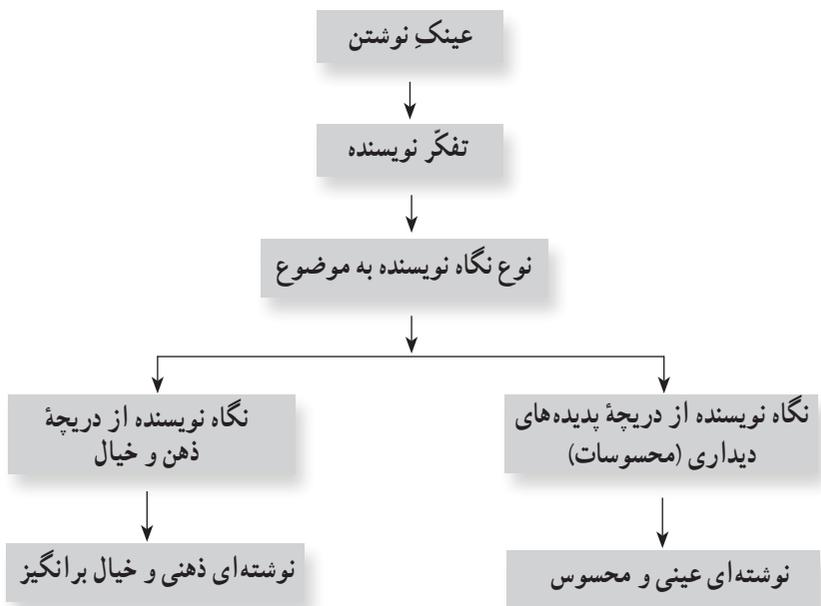 عینکِ نوشتن
تفکّر نویسنده
نوع نگاه نویسنده به موضوع
نگاه نویسنده از دریچهٔ پدیده‌های
دیداری (محسوسات)
نوشته‌ای عینی و محسوس
نگاه نویسنده از دریچهٔ
ذهن و خیال
نوشته‌ای ذهنی و خیال برانگیز